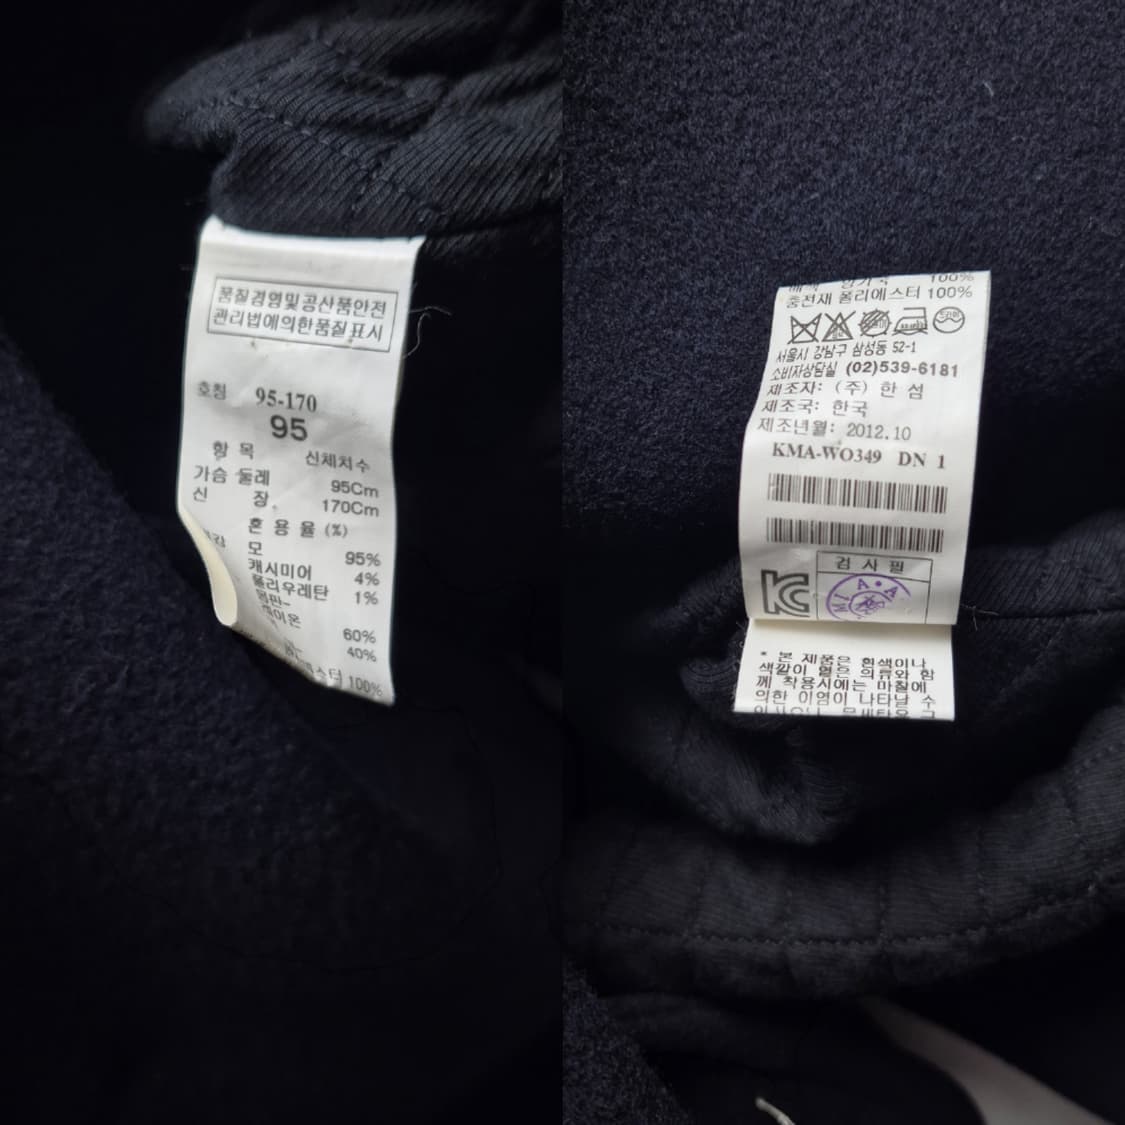 품질경영및공산품안전
관리법에의한품질표시
호칭 95-170
95
항 목 신체치수
가슴 둘레 95Cm
신 장. 170Cm
혼 용 율 (%)
모 95%
캐시미어 4%
폴리우레탄 1%
60%
40%
100%
100%
충전재 폴리에스터 100%
서울시 강남구 삼성동 52-1
소비자상담실 (02)539-6181
제조자: (주) 한 섬
제조국: 한국
제조년월: 2012.10
KMA-WO349 DN 1
검 사 필
KC
MIA
* 본 제품은 흰색이나
색깔이 옅은 의류와 함
께 착용시에는 마찰에
의한 이염이 나타날 수